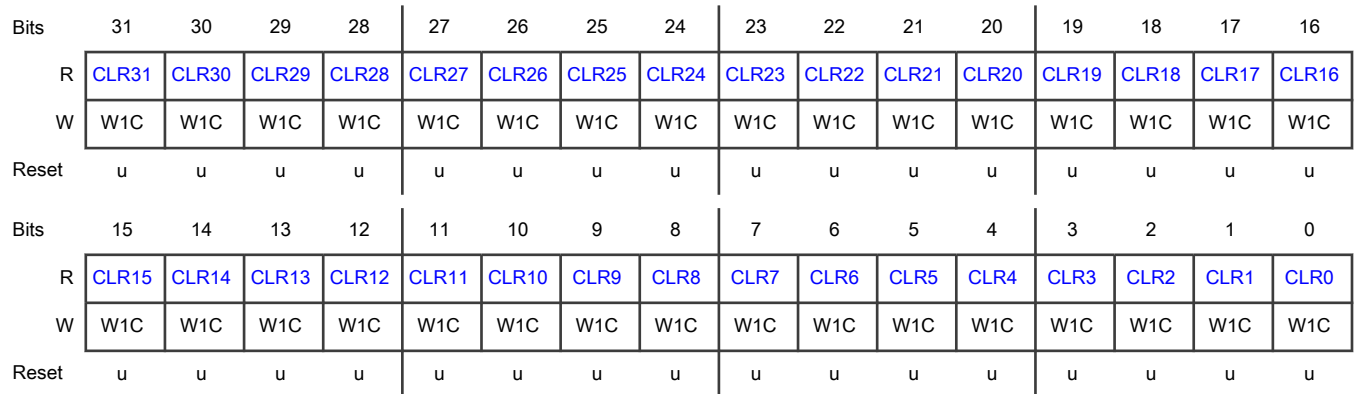 Bits 31 30 29 28 27 26 25 24 23 22 21 20 19 18 17 16
R CLR31 CLR30 CLR29 CLR28 CLR27 CLR26 CLR25 CLR24 CLR23 CLR22 CLR21 CLR20 CLR19 CLR18 CLR17 CLR16
W W1C W1C W1C W1C W1C W1C W1C W1C W1C W1C W1C W1C W1C W1C W1C W1C
Reset u u u u u u u u u u u u u u u u
Bits 15 14 13 12 11 10 9 8 7 6 5 4 3 2 1 0
R CLR15 CLR14 CLR13 CLR12 CLR11 CLR10 CLR9 CLR8 CLR7 CLR6 CLR5 CLR4 CLR3 CLR2 CLR1 CLR0
W W1C W1C W1C W1C W1C W1C W1C W1C W1C W1C W1C W1C W1C W1C W1C W1C
Reset u u u u u u u u u u u u u u u u